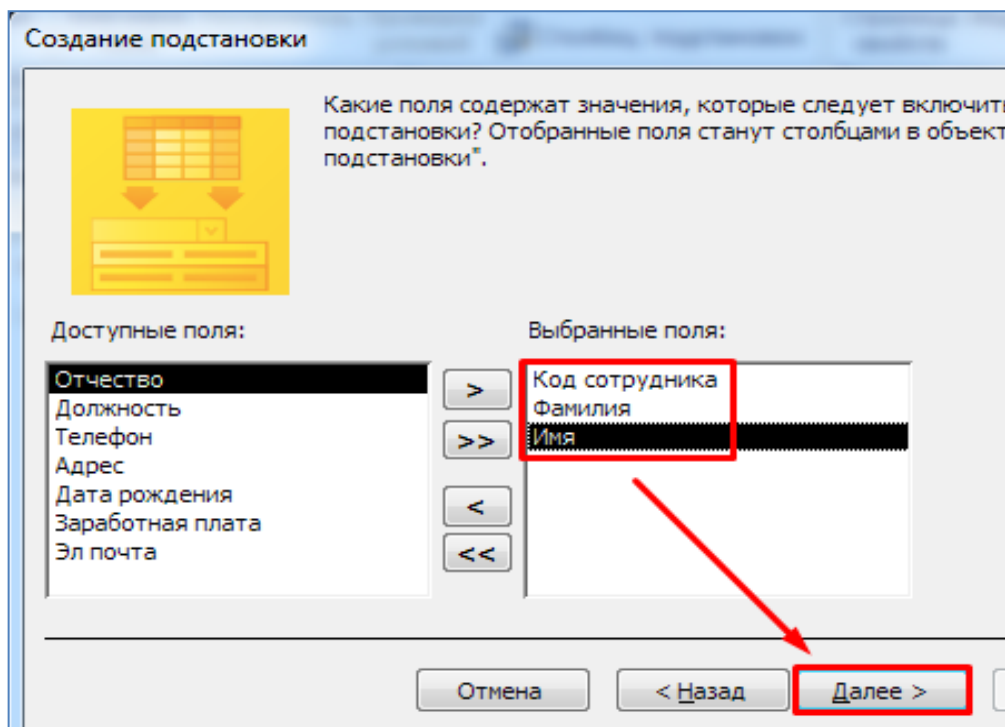 Создание подстановки
Какие поля содержат значения, которые следует включить
подстановки? Отобранные поля станут столбцами в объект
подстановки".
Доступные поля:
Выбранные поля:
Отчество
Должность
Телефон
Адрес
Дата рождения
Заработная плата
Эл почта
>
>>
<
<<
Код сотрудника
Фамилия
Имя
Отмена
< Назад
Далее >